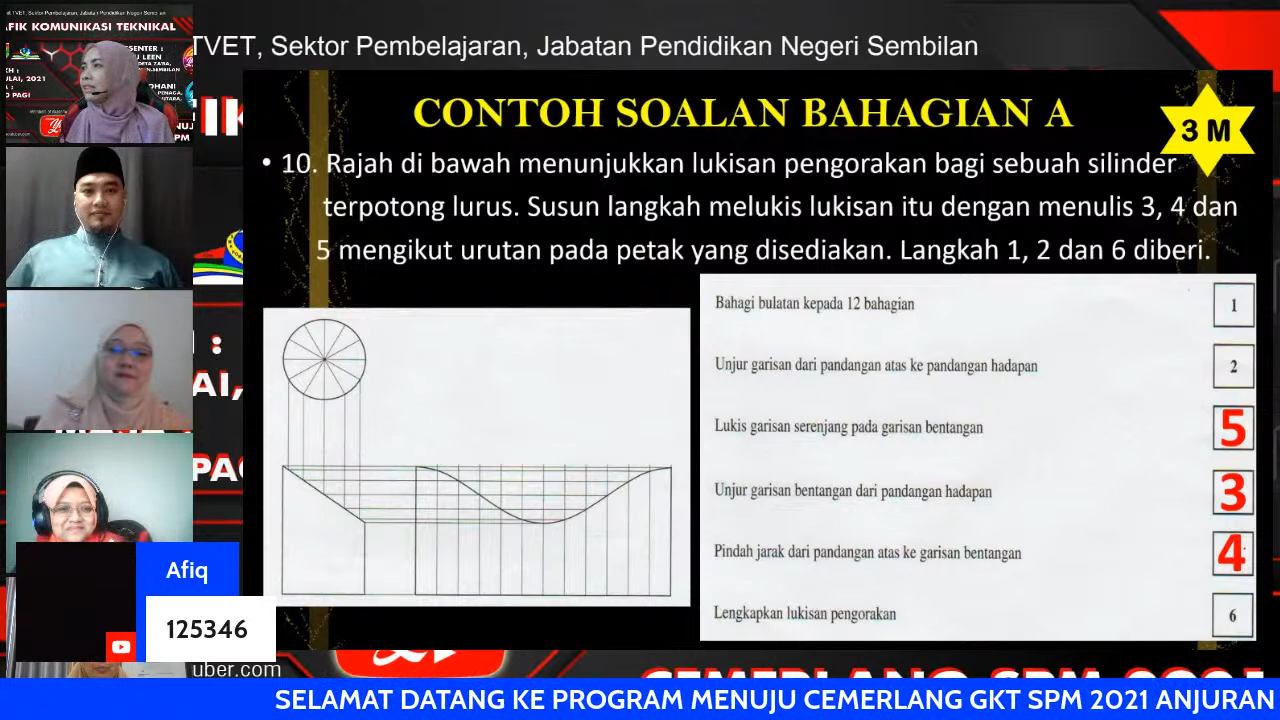 TVET, Sektor Pembelajaran, Jabatan Pendidikan Negeri Sembilan
AFIK KOMUNIKASI TEKNIKAL
CONTOH SOALAN BAHAGIAN A
3 M
• 10. Rajah di bawah menunjukkan lukisan pengorakan bagi sebuah silinder
terpotong lurus. Susun langkah melukis lukisan itu dengan menulis 3, 4 dan
5 mengikut urutan pada petak yang disediakan. Langkah 1, 2 dan 6 diberi.
Bahagi bulatan kepada 12 bahagian 1
Unjur garisan dari pandangan atas ke pandangan hadapan 2
Lukis garisan serenjang pada garisan bentangan 5
Unjur garisan bentangan dari pandangan hadapan 3
Pindah jarak dari pandangan atas ke garisan bentangan 4
Lengkapkan lukisan pengorakan 6
Afiq
125346
uber.com
SELAMAT DATANG KE PROGRAM MENUJU CEMERLANG GKT SPM 2021 ANJURAN